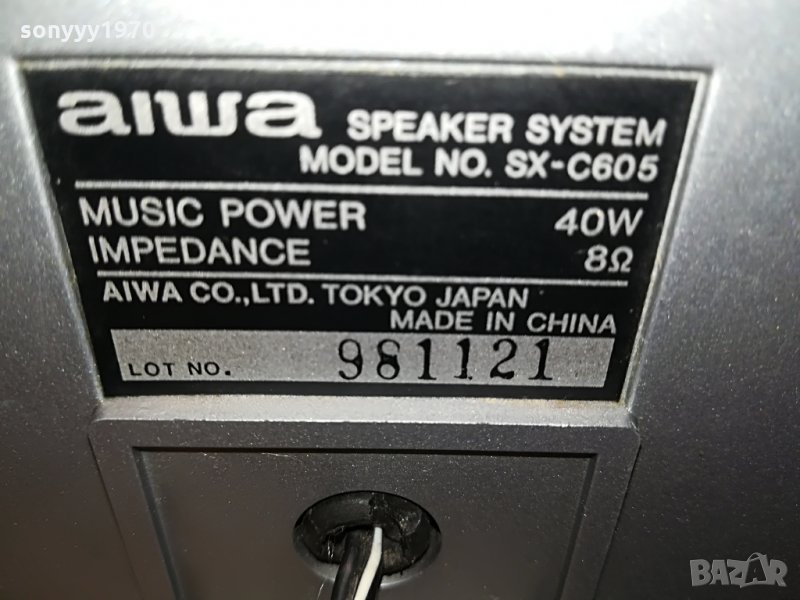 sonyyy1970
aiwa SPEAKER SYSTEM
MODEL NO. SX-C605
MUSIC POWER 40W
IMPEDANCE 8Ω
AIWA CO.,LTD. TOKYO JAPAN
MADE IN CHINA
LOT NO. 981121
BAZAR